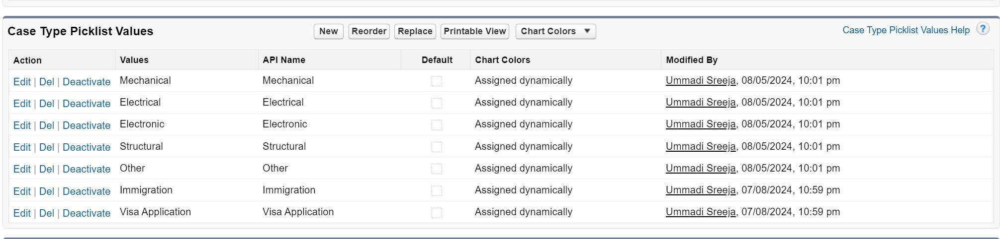 Case Type Picklist Values New Reorder Replace Printable View Chart Colors ▼ Case Type Picklist Values Help ?
Action Values API Name Default Chart Colors Modified By
Edit | Del | Deactivate Mechanical Mechanical Assigned dynamically Ummadi Sreeja, 08/05/2024, 10:01 pm
Edit | Del | Deactivate Electrical Electrical Assigned dynamically Ummadi Sreeja, 08/05/2024, 10:01 pm
Edit | Del | Deactivate Electronic Electronic Assigned dynamically Ummadi Sreeja, 08/05/2024, 10:01 pm
Edit | Del | Deactivate Structural Structural Assigned dynamically Ummadi Sreeja, 08/05/2024, 10:01 pm
Edit | Del | Deactivate Other Other Assigned dynamically Ummadi Sreeja, 08/05/2024, 10:01 pm
Edit | Del | Deactivate Immigration Immigration Assigned dynamically Ummadi Sreeja, 07/08/2024, 10:59 pm
Edit | Del | Deactivate Visa Application Visa Application Assigned dynamically Ummadi Sreeja, 07/08/2024, 10:59 pm